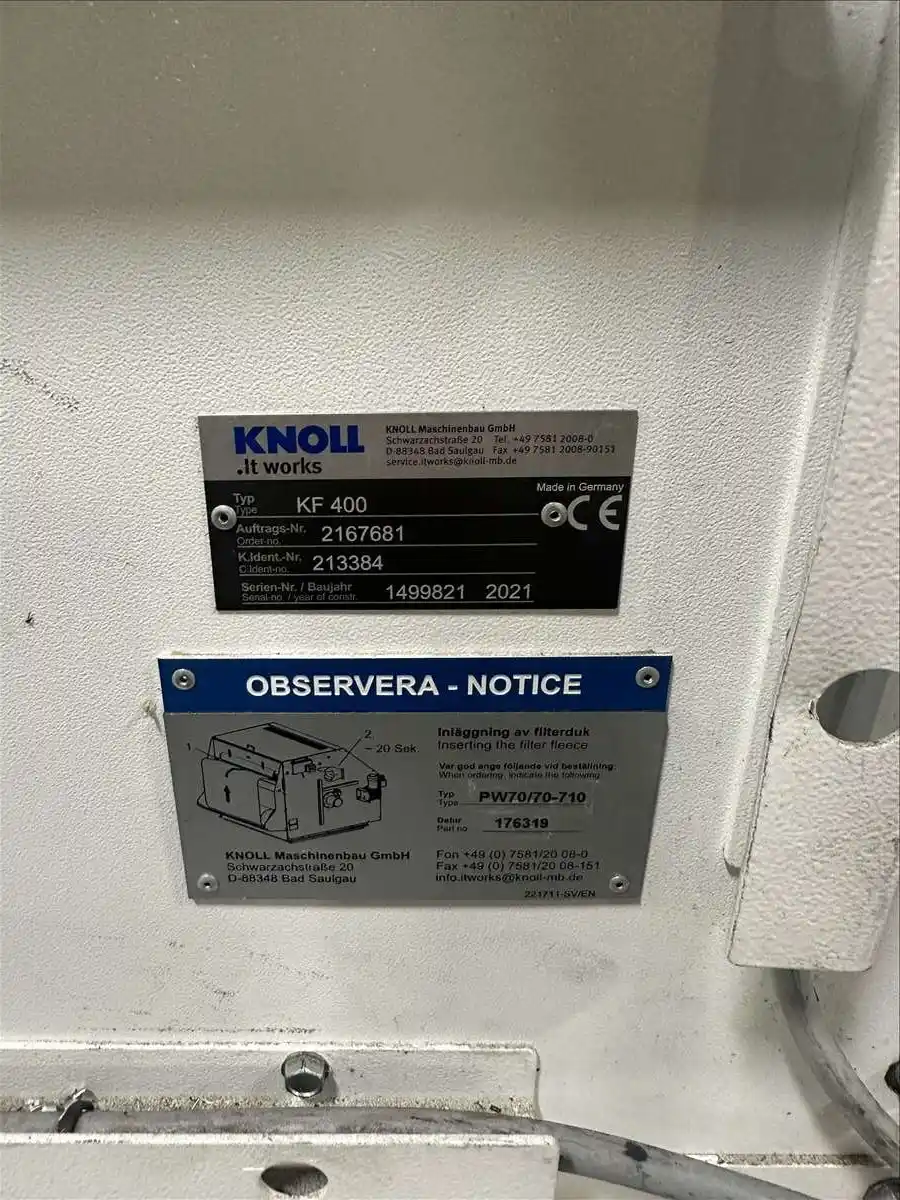 KNOLL
.It works
KNOLL Maschinenbau GmbH
Schwarzachstraße 20 Tel. +49 7581 2008-0
D-88348 Bad Saulgau Fax +49 7581 2008-90151
service.itworks@knoll-mb.de
Made in Germany
CE
Typ
Type
KF 400
Auftrags-Nr.
Order-no.
2167681
K.Ident.-Nr.
C.Ident-no.
213384
Serien-Nr. / Baujahr
Serial-no. / year of constr.
1499821 2021
OBSERVERA - NOTICE
1
2.
~ 20 Sek.
Inläggning av filterduk
Inserting the filter fleece
Var god ange följande vid beställning:
When ordering, indicate the following
Typ
Type
PW70/70-710
Detnr
Part no
176319
KNOLL Maschinenbau GmbH
Schwarzachstraße 20
D-88348 Bad Saulgau
Fon +49 (0) 7581/20 08-0
Fax +49 (0) 7581/20 08-151
info.itworks@knoll-mb.de
221711-SV/EN